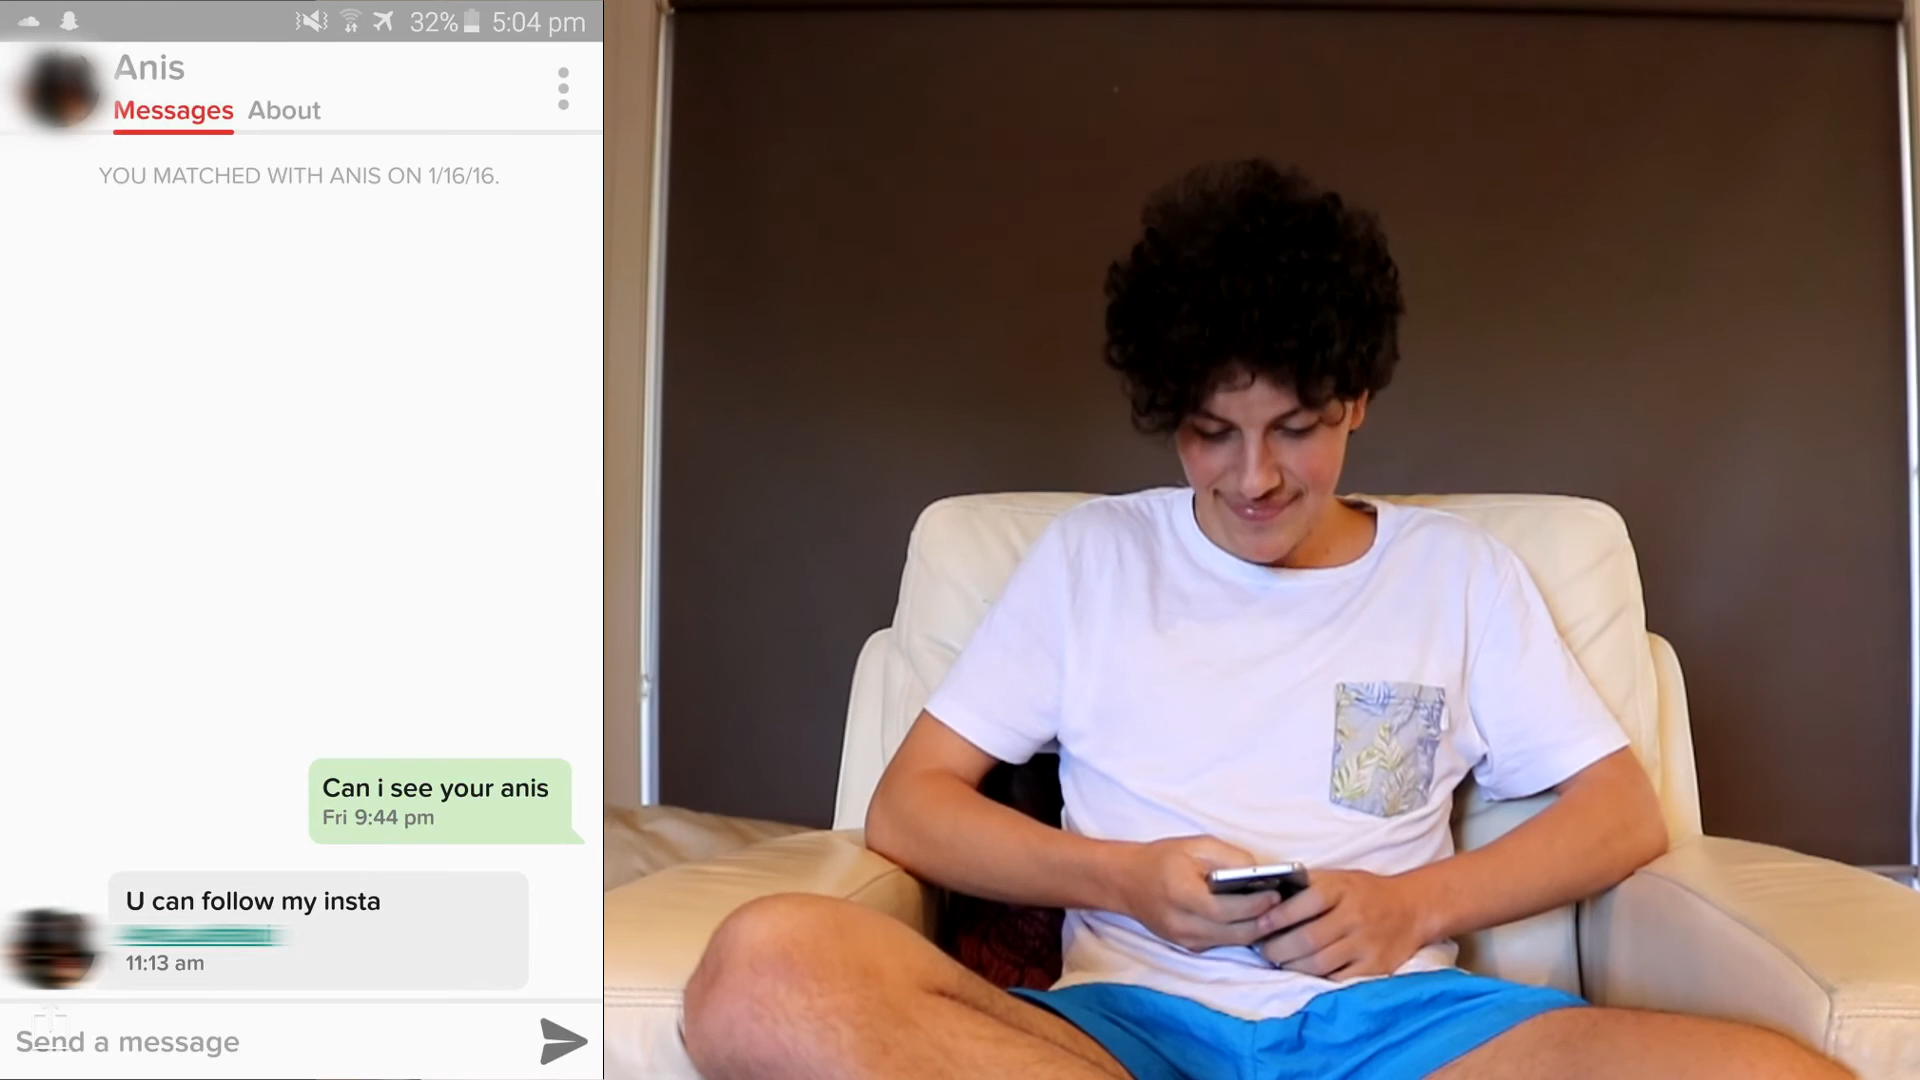 32% 5:04 pm
Anis
Messages About
YOU MATCHED WITH ANIS ON 1/16/16.
Can i see your anis
Fri 9:44 pm
U can follow my insta
11:13 am
Send a message